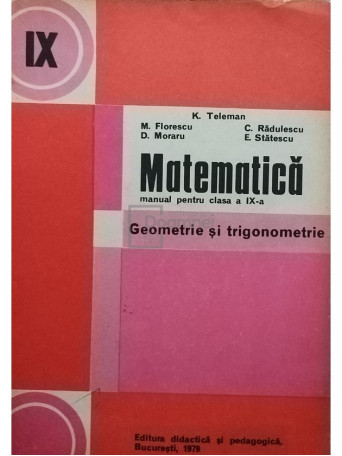 IX
K. Teleman
M. Florescu C. Rădulescu
D. Moraru E. Stătescu
Matematică
manual pentru clasa a IX-a
Geometrie și trigonometrie
Editura didactică și pedagogică,
București, 1979